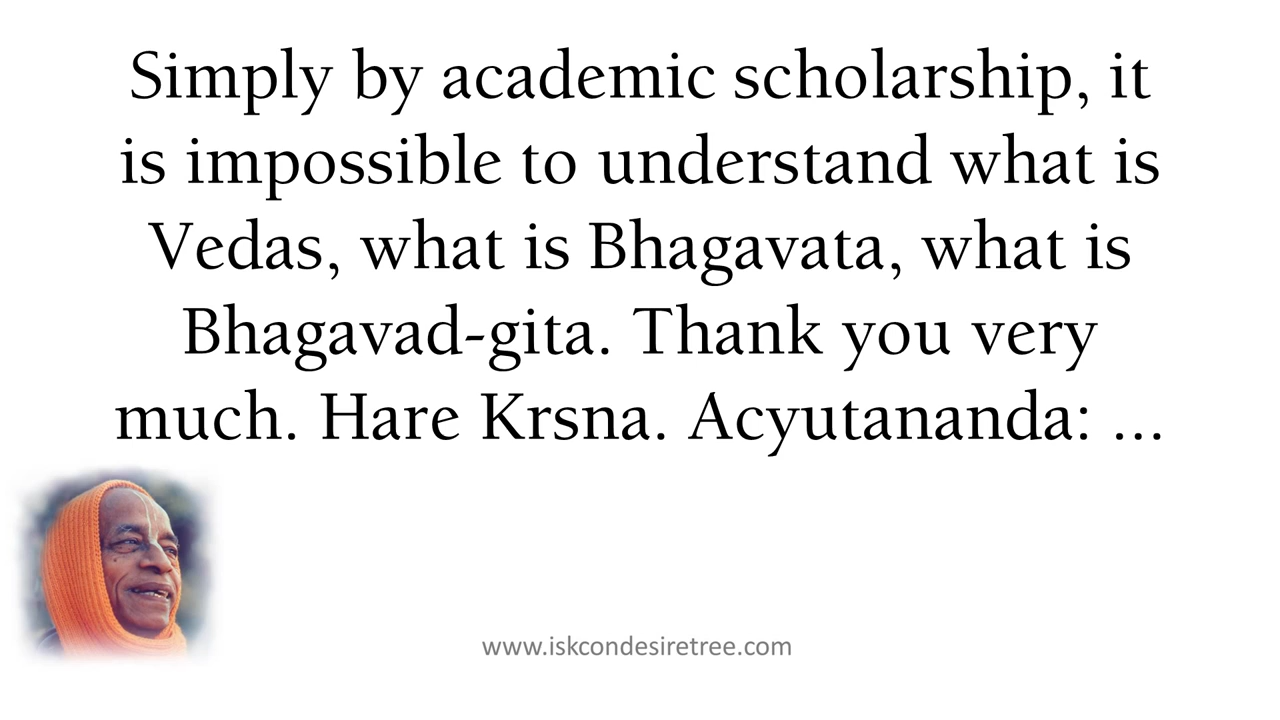 Simply by academic scholarship, it
is impossible to understand what is
Vedas, what is Bhagavata, what is
Bhagavad-gita. Thank you very
much. Hare Krsna. Acyutananda: ...
www.iskcondesiretree.com